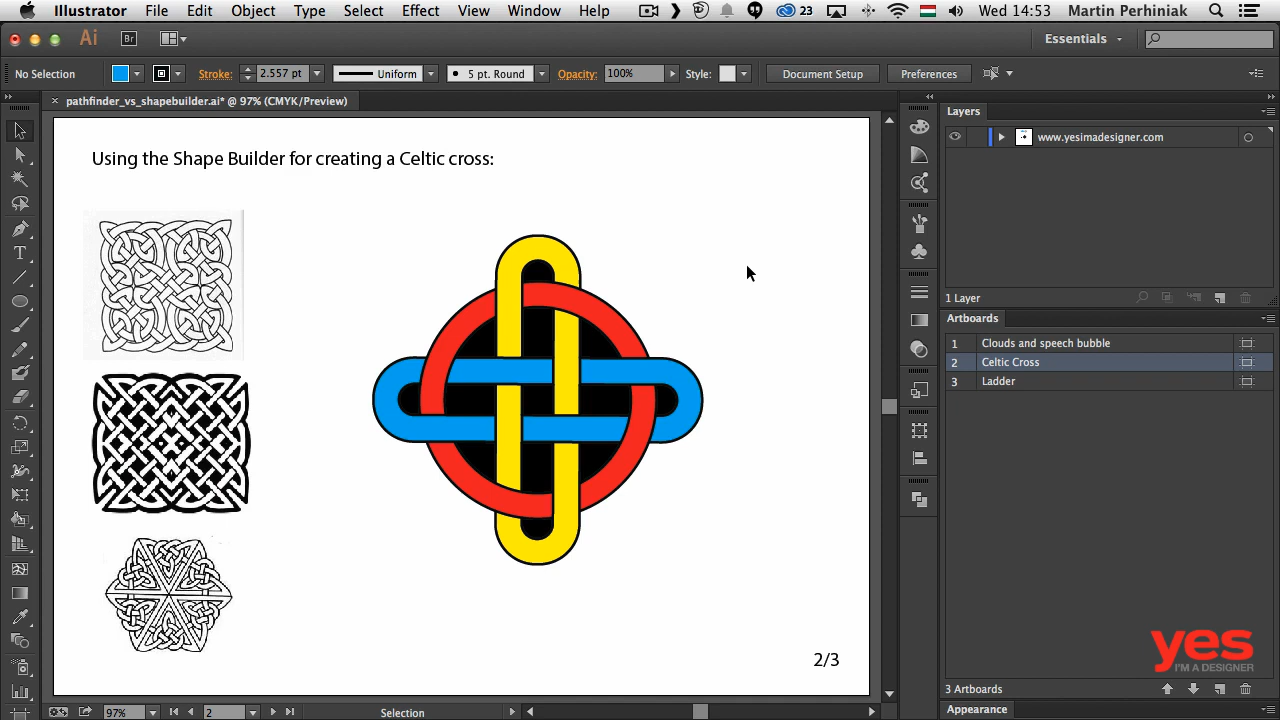 Illustrator File Edit Object Type Select Effect View Window Help 23 Wed 14:53 Martin Perhiniak
Ai Br Essentials
No Selection Stroke: 2.557 pt Uniform 5 pt. Round Opacity: 100% Style: Document Setup Preferences
pathfinder_vs_shapebuilder.ai* @ 97% (CMYK/Preview)
Using the Shape Builder for creating a Celtic cross:
2/3
97% 2 Selection
Layers
www.yesimadesigner.com
1 Layer
Artboards
1 Clouds and speech bubble
2 Celtic Cross
3 Ladder
yes
I'M A DESIGNER
3 Artboards
Appearance